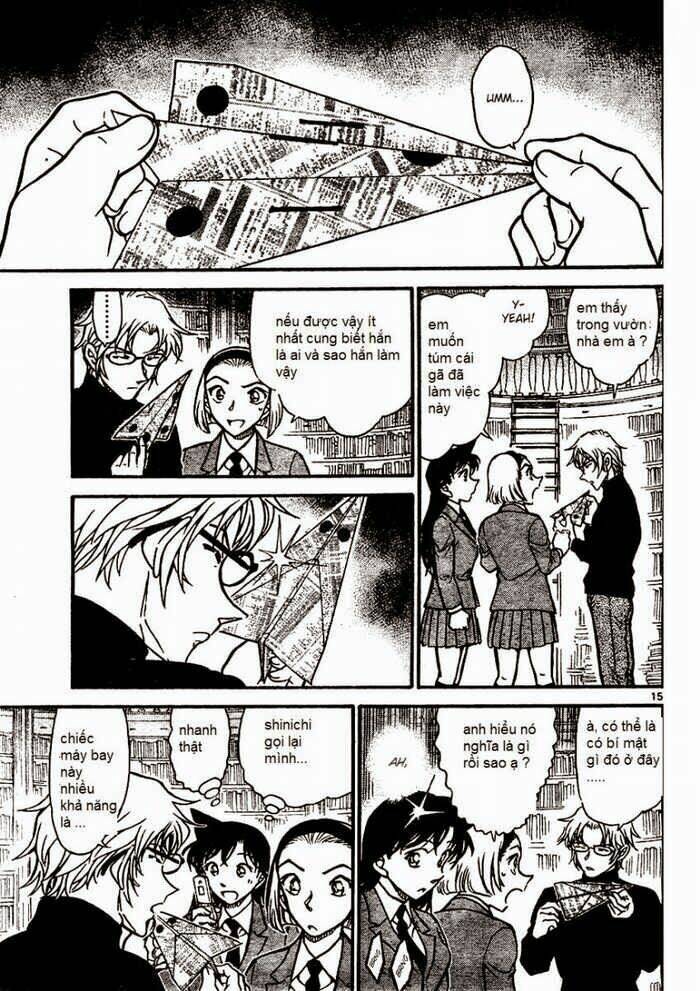 UMM...
em thấy
trong vườn
nhà em à ?
Y-
YEAH!
em
muốn
túm cái
gã đã
làm việc
này
nếu được vậy ít
nhất cung biết hắn
là ai và sao hắn làm
vậy
........
15
à, có thể là
có bí mật
gì đó ở đây
.....
anh hiểu nó
nghĩa là gì
rồi sao ạ ?
AH,
shinichi
gọi lại
mình...
nhanh
thật
chiếc
máy bay
này
nhiều
khả năng
là ...